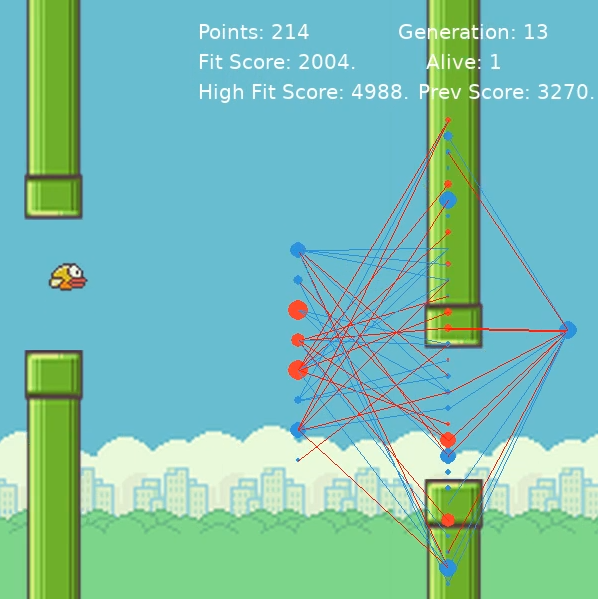 Points: 214 Generation: 13
Fit Score: 2004. Alive: 1
High Fit Score: 4988. Prev Score: 3270.